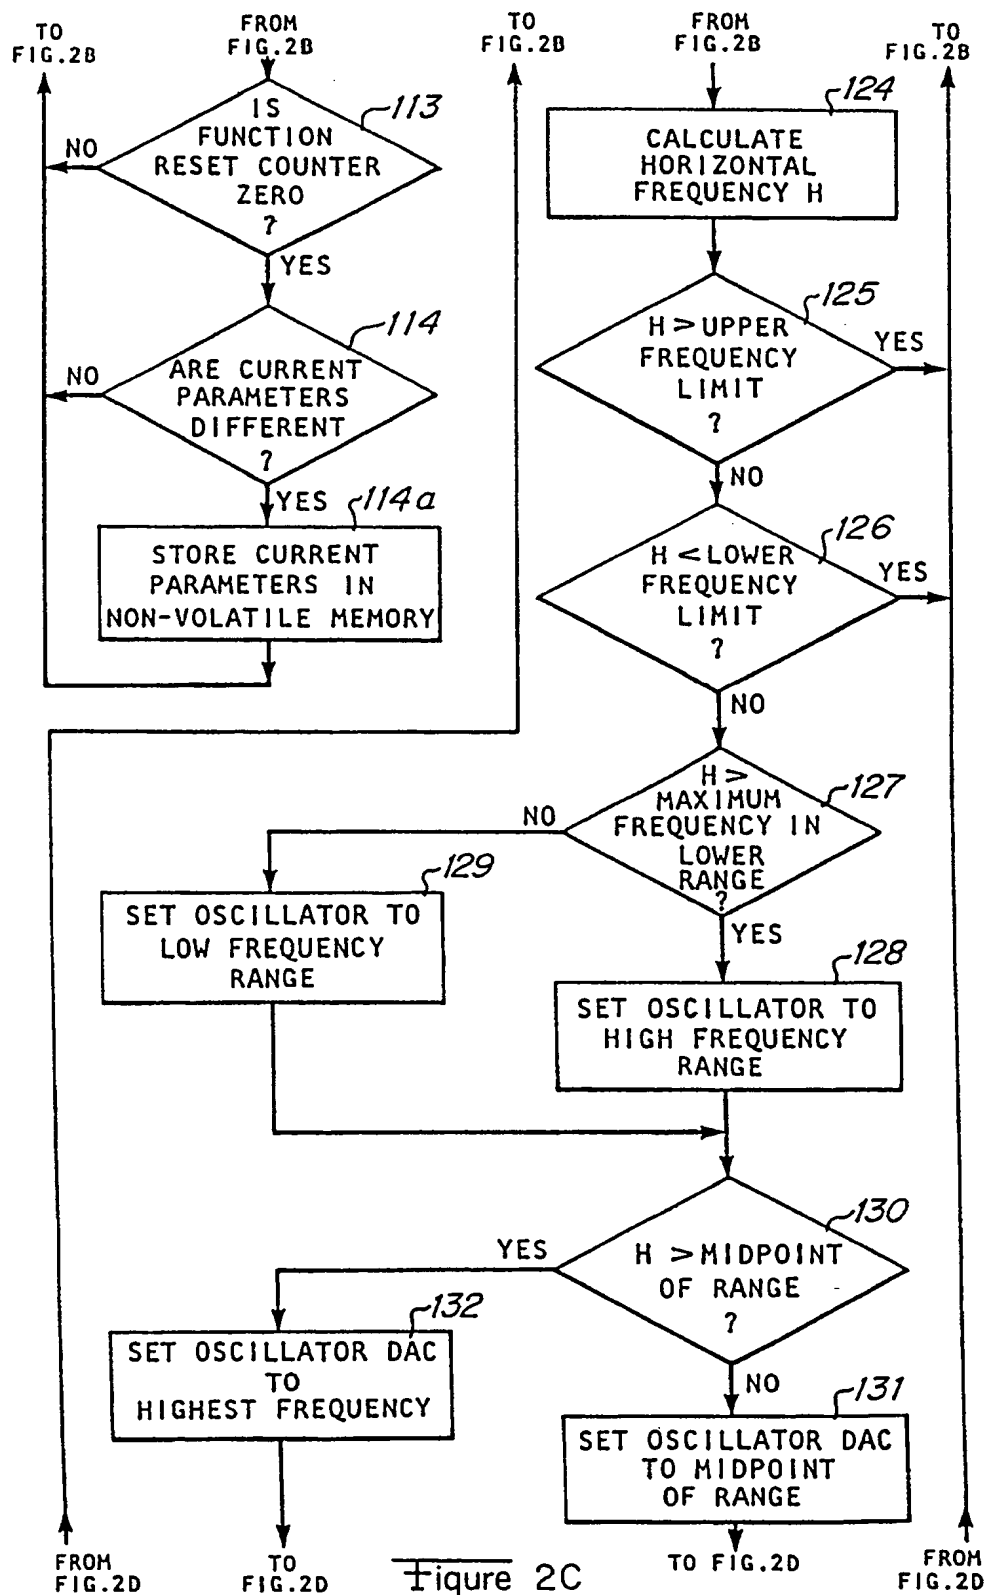 TO
FIG.2B
FROM
FIG.2B
TO
FIG.2B
FROM
FIG.2B
TO
FIG.2B
113
IS
FUNCTION
RESET COUNTER
ZERO
?
NO
YES
114
ARE CURRENT
PARAMETERS
DIFFERENT
?
NO
YES
114a
STORE CURRENT
PARAMETERS IN
NON-VOLATILE MEMORY
124
CALCULATE
HORIZONTAL
FREQUENCY H
125
H > UPPER
FREQUENCY
LIMIT
?
YES
NO
126
H < LOWER
FREQUENCY
LIMIT
?
YES
NO
127
H >
MAXIMUM
FREQUENCY IN
LOWER
RANGE
?
NO
YES
129
SET OSCILLATOR TO
LOW FREQUENCY
RANGE
128
SET OSCILLATOR TO
HIGH FREQUENCY
RANGE
130
H > MIDPOINT
OF RANGE
?
YES
NO
132
SET OSCILLATOR DAC
TO
HIGHEST FREQUENCY
131
SET OSCILLATOR DAC
TO MIDPOINT
OF RANGE
FROM
FIG.2D
TO
FIG.2D
TO FIG.2D
FROM
FIG.2D
Figure 2C